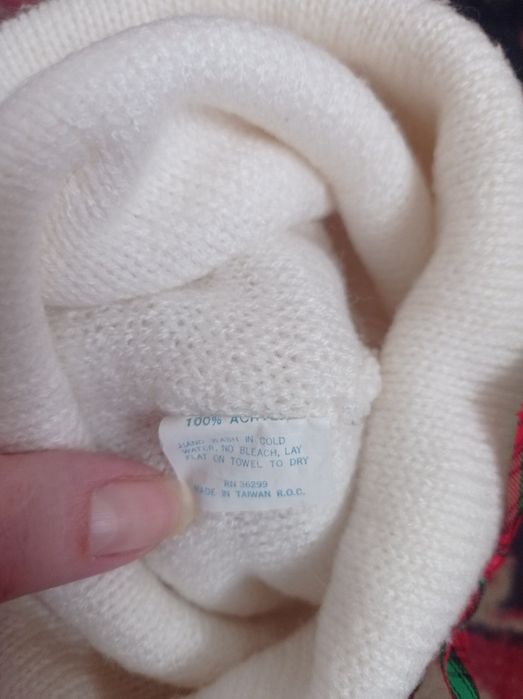 100% ACRYLIC
HAND WASH IN COLD
WATER, NO BLEACH, LAY
FLAT ON TOWEL TO DRY
RN 36299
MADE IN TAIWAN R.O.C.